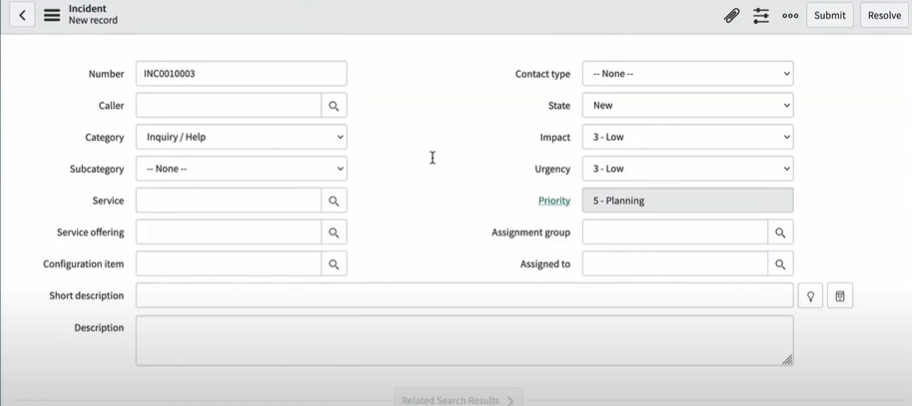 Incident
New record
Submit
Resolve
Number INC0010003
Contact type -- None --
Caller
State New
Category Inquiry / Help
Impact 3 - Low
Subcategory -- None --
Urgency 3 - Low
Service
Priority 5 - Planning
Service offering
Assignment group
Configuration item
Assigned to
Short description
Description
Related Search Results